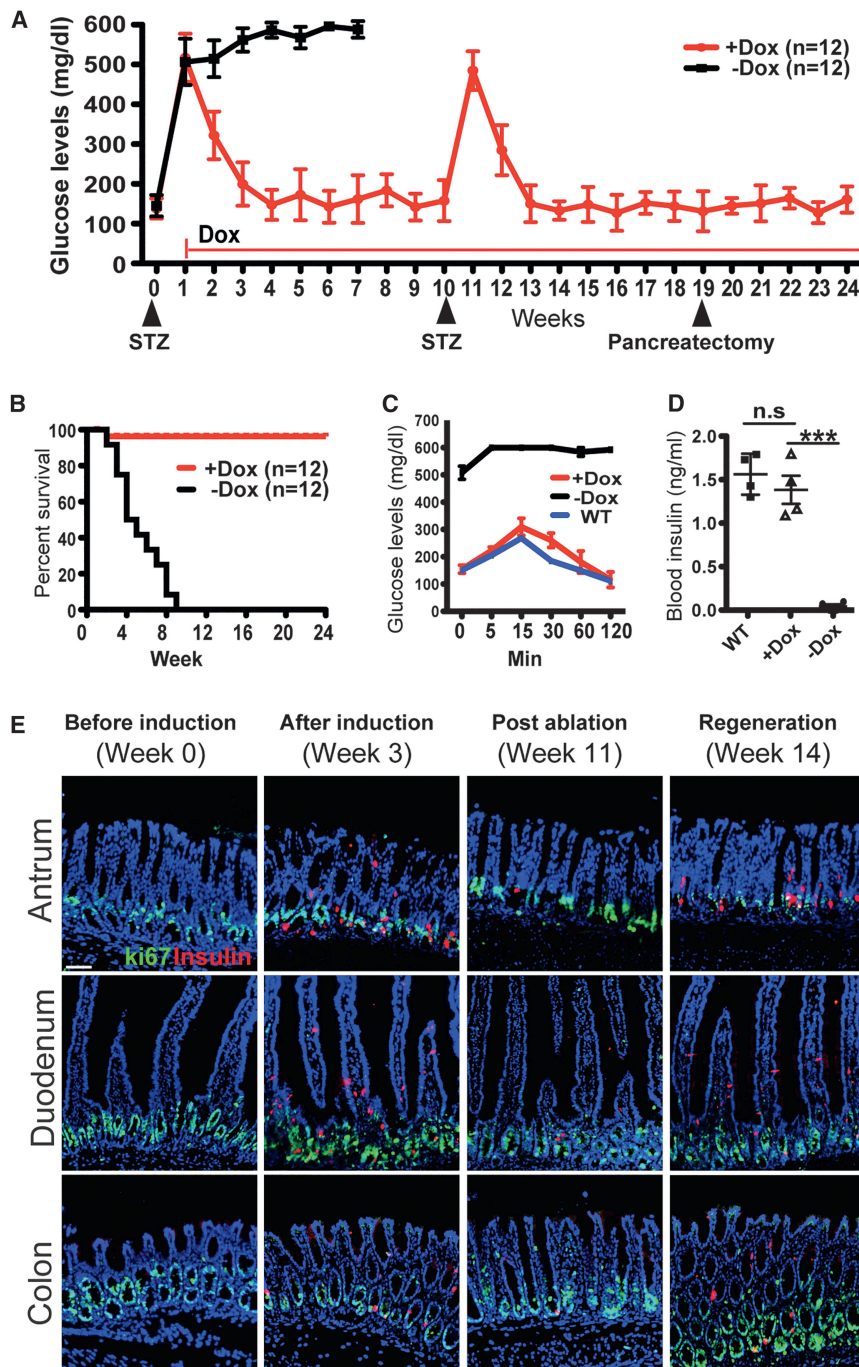 A
Glucose levels (mg/dl)
600
500
400
300
200
100
0
+Dox (n=12)
-Dox (n=12)
Dox
0 1 2 3 4 5 6 7 8 9 10 11 12 13 14 15 16 17 18 19 20 21 22 23 24
STZ STZ Weeks Pancreatectomy
B
Percent survival
100
80
60
40
20
0
+Dox (n=12)
-Dox (n=12)
0 4 8 12 16 20 24
Week
C
Glucose levels (mg/dl)
700
600
500
400
300
200
100
0
+Dox
-Dox
WT
0 5 15 30 60 120
Min
D
n.s
***
Blood insulin (ng/ml)
2.0
1.5
1.0
0.5
0.0
WT +Dox -Dox
E
Before induction After induction Post ablation Regeneration
(Week 0) (Week 3) (Week 11) (Week 14)
Antrum
ki67Insulin
Duodenum
Colon